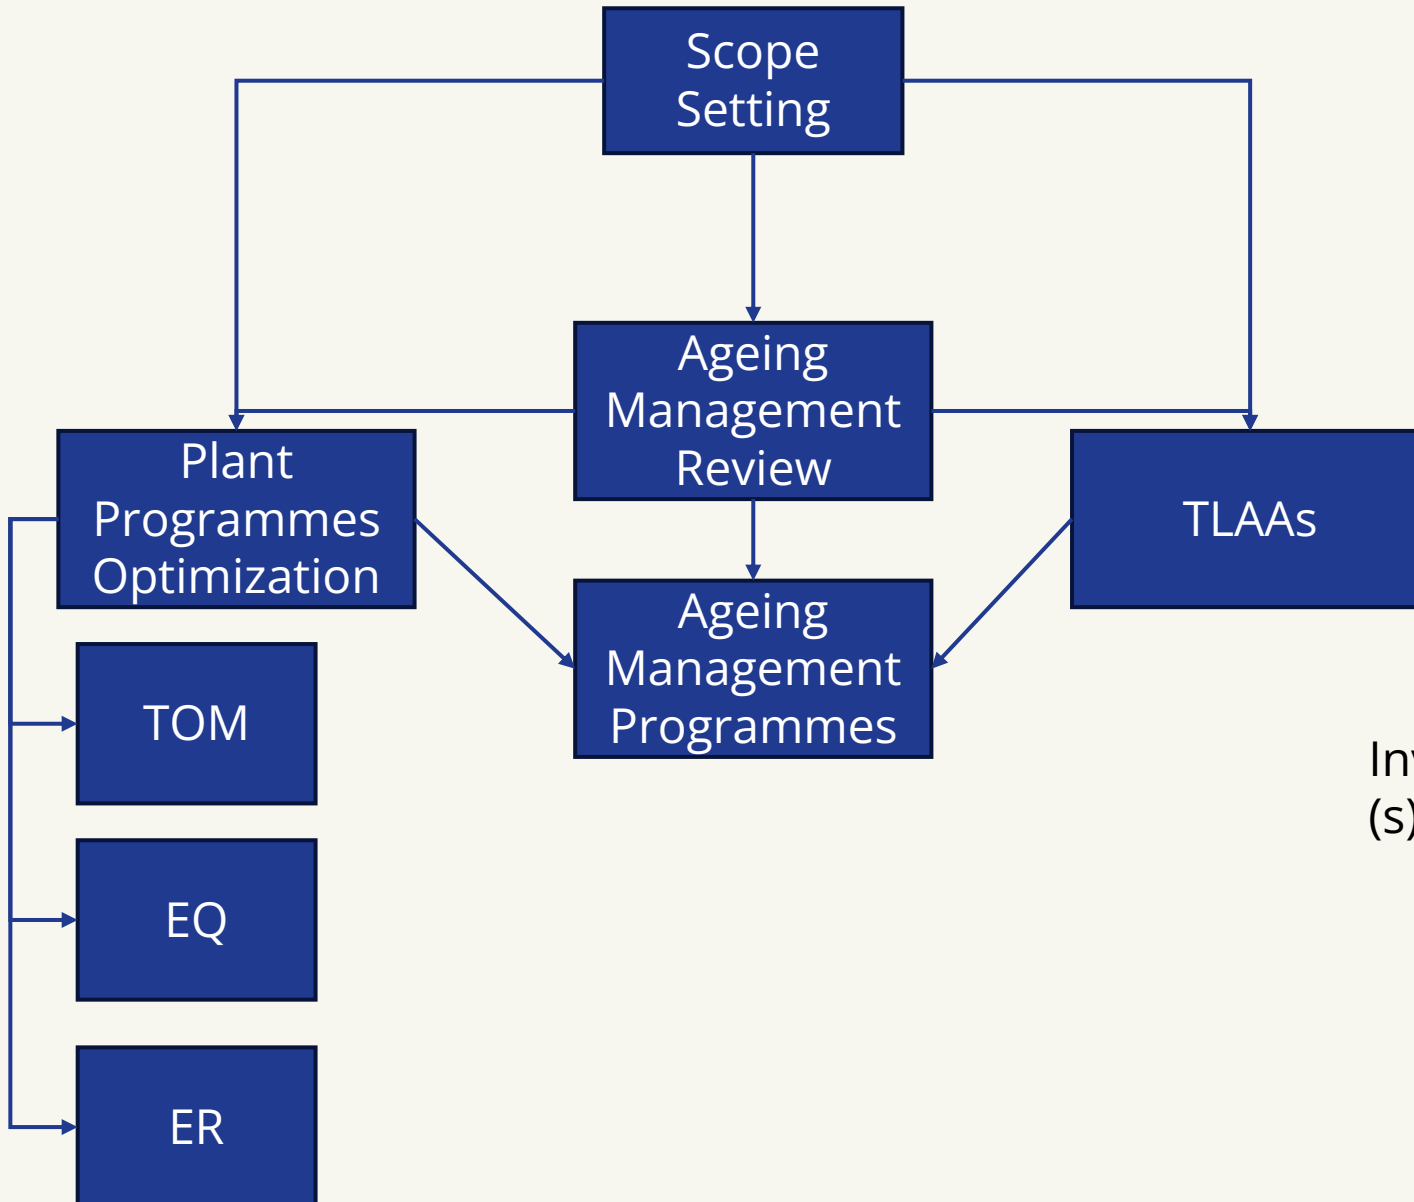 Scope
Setting
Ageing
Management
Review
Plant
Programmes
Optimization
TLAAs
Ageing
Management
Programmes
TOM
(s)
EQ
ER